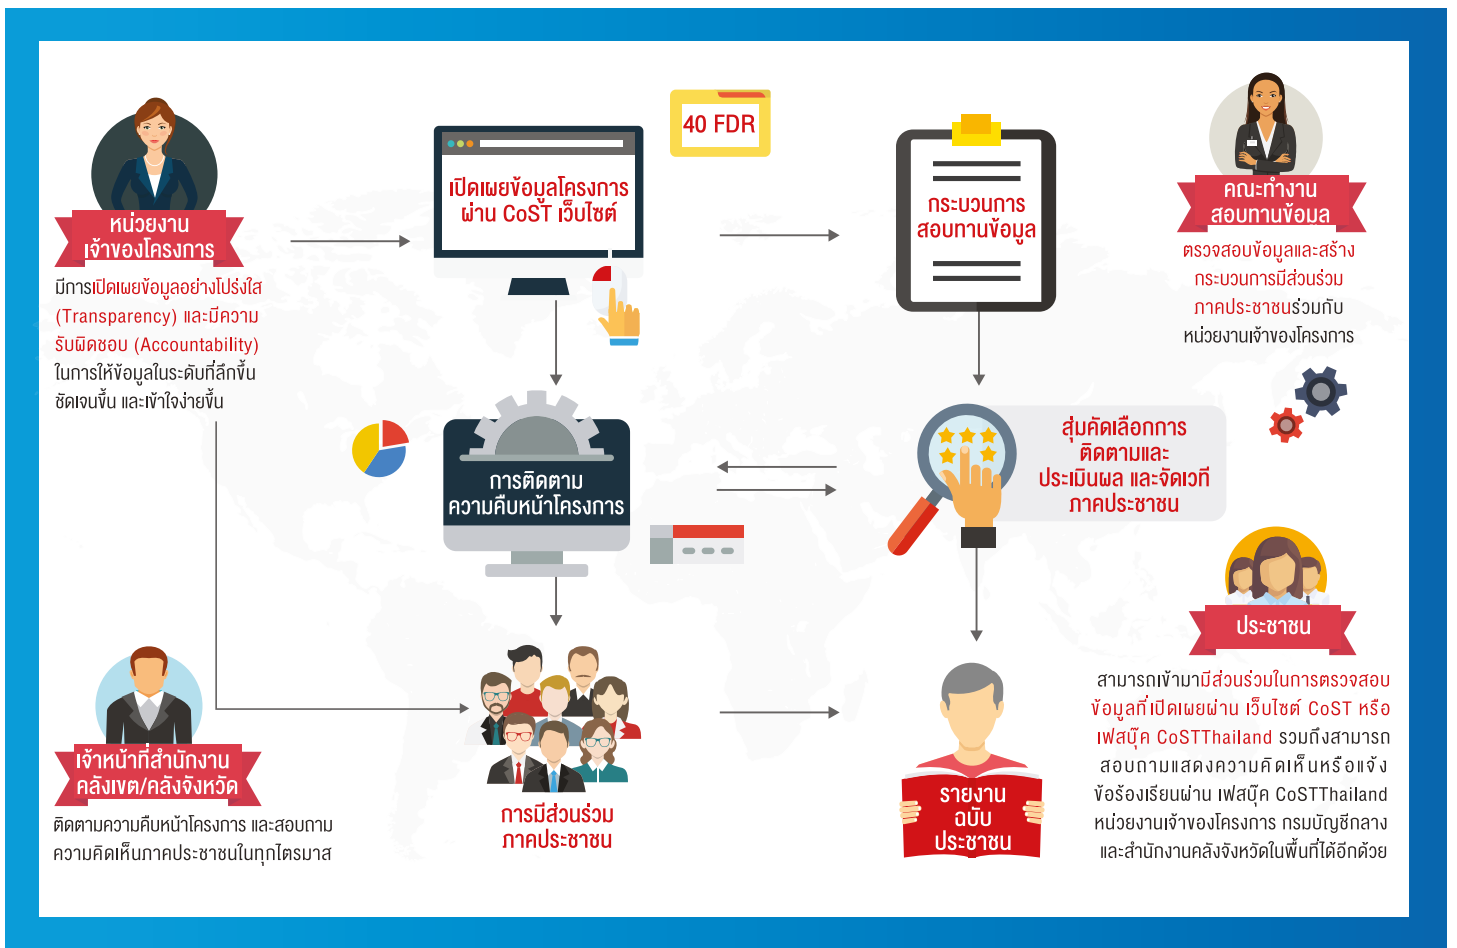 หน่วยงาน
เจ้าของโครงการ
มีการเปิดเผยข้อมูลอย่างโปร่งใส
(Transparency) และมีความ
รับผิดชอบ (Accountability)
ในการให้ข้อมูลในระดับที่ลึกขึ้น
ชัดเจนขึ้น และเข้าใจง่ายขึ้น
เปิดเผยข้อมูลโครงการ
ผ่าน CoST เว็บไซต์
40 FDR
กระบวนการ
สอบทานข้อมูล
คณะทำงาน
สอบทานข้อมูล
ตรวจสอบข้อมูลและสร้าง
กระบวนการมีส่วนร่วม
ภาคประชาชนร่วมกับ
หน่วยงานเจ้าของโครงการ
การติดตาม
ความคืบหน้าโครงการ
สุ่มคัดเลือกการ
ติดตามและ
ประเมินผล และจัดเวที
ภาคประชาชน
เจ้าหน้าที่สำนักงาน
คลังเขต/คลังจังหวัด
ติดตามความคืบหน้าโครงการ และสอบถาม
ความคิดเห็นภาคประชาชนในทุกไตรมาส
การมีส่วนร่วม
ภาคประชาชน
รายงาน
ฉบับ
ประชาชน
ประชาชน
สามารถเข้ามามีส่วนร่วมในการตรวจสอบ
ข้อมูลที่เปิดเผยผ่าน เว็บไซต์ CoST หรือ
เฟสบุ๊ค CoSTThailand รวมถึงสามารถ
สอบถามแสดงความคิดเห็นหรือแจ้ง
ข้อร้องเรียนผ่าน เฟสบุ๊ค CoSTThailand
หน่วยงานเจ้าของโครงการ กรมบัญชีกลาง
และสำนักงานคลังจังหวัดในพื้นที่ได้อีกด้วย